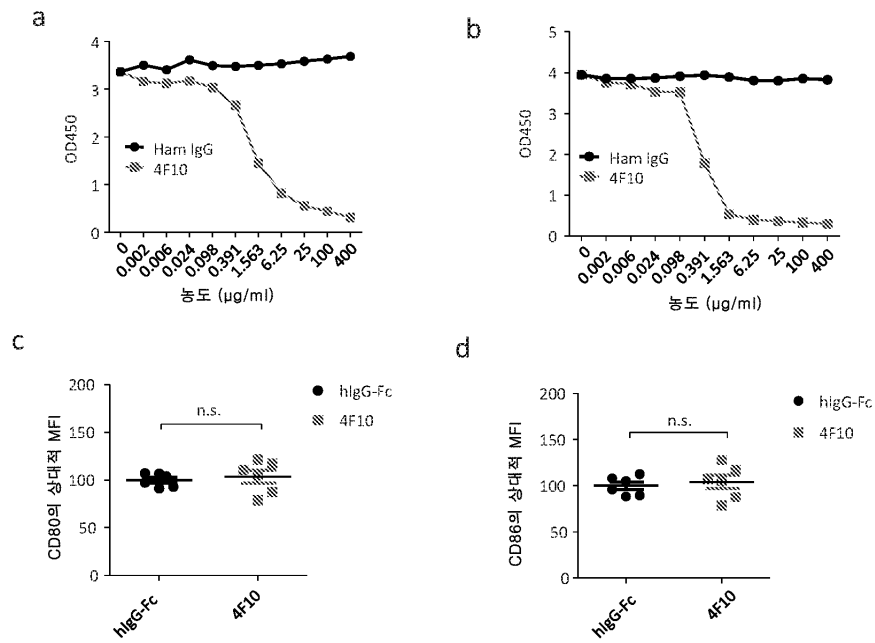 a
4
3
2
1
0
OD450
Ham IgG
4F10
0
0.002
0.006
0.024
0.098
0.391
1.563
6.25
25
100
400
농도 (µg/ml)
b
5
4
3
2
1
0
OD450
Ham IgG
4F10
0
0.002
0.006
0.024
0.098
0.391
1.563
6.25
25
100
400
농도 (µg/ml)
c
200
150
100
50
0
CD80의 상대적 MFI
n.s.
hIgG-Fc
4F10
hIgG-Fc
4F10
d
200
150
100
50
0
CD86의 상대적 MFI
n.s.
hIgG-Fc
4F10
hIgG-Fc
4F10